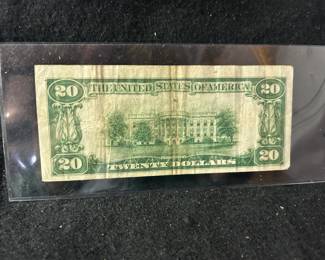 20 THE UNITED STATES OF AMERICA 20
20 TWENTY DOLLARS 20